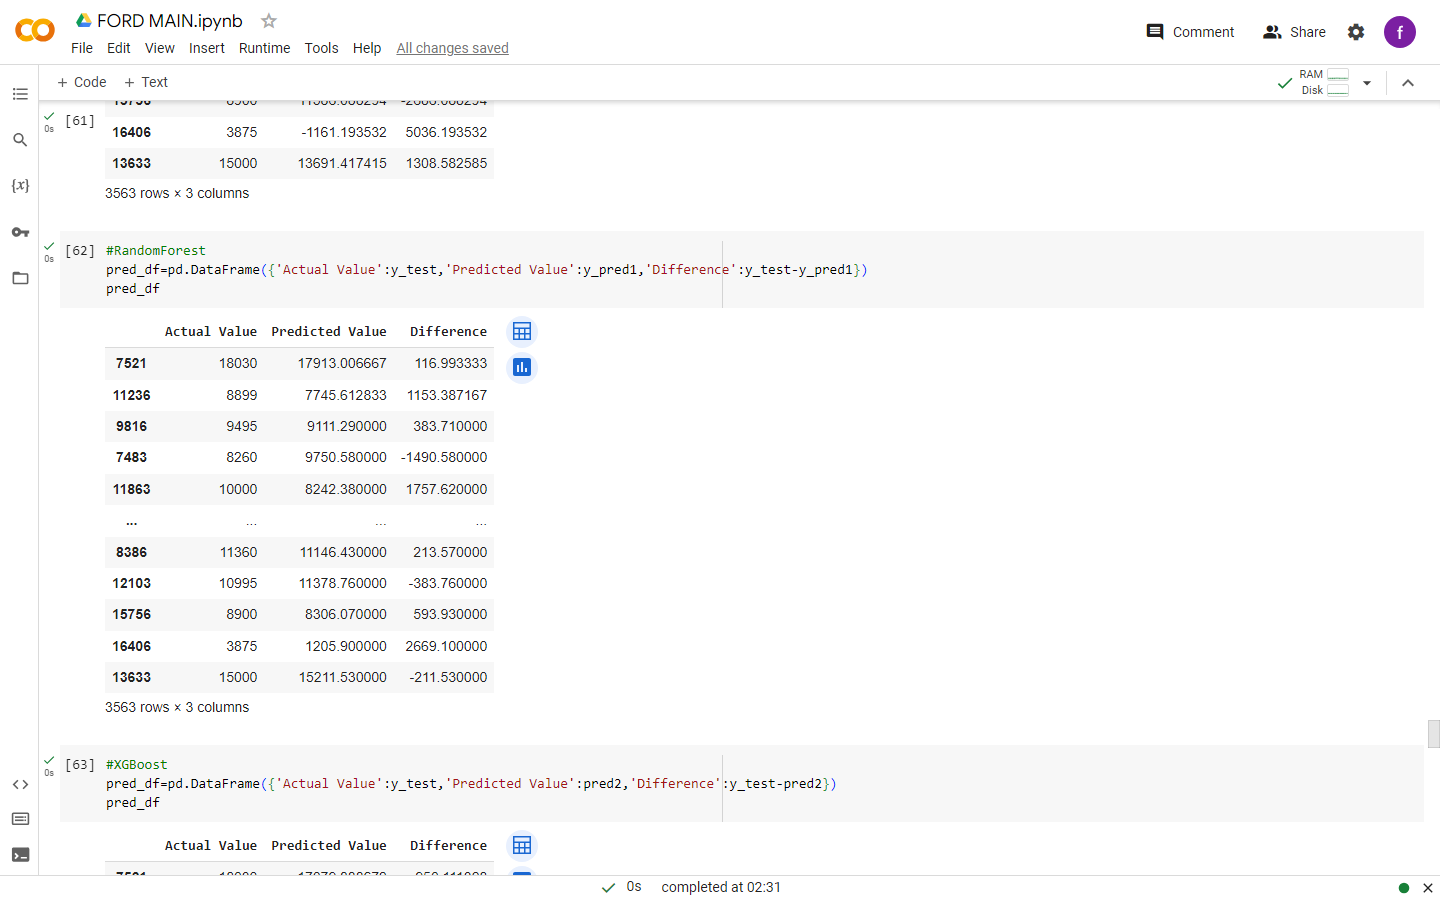 FORD MAIN.ipynb
Comment
Share
f
File Edit View Insert Runtime Tools Help All changes saved
+ Code + Text
RAM
Disk
0s
[61]
16406 3875 -1161.193532 5036.193532
13633 15000 13691.417415 1308.582585
3563 rows × 3 columns
{x}
0s
[62] #RandomForest
pred_df=pd.DataFrame({'Actual Value':y_test,'Predicted Value':y_pred1,'Difference':y_test-y_pred1})
pred_df
Actual Value Predicted Value Difference
7521 18030 17913.006667 116.993333
11236 8899 7745.612833 1153.387167
9816 9495 9111.290000 383.710000
7483 8260 9750.580000 -1490.580000
11863 10000 8242.380000 1757.620000
... ... ... ...
8386 11360 11146.430000 213.570000
12103 10995 11378.760000 -383.760000
15756 8900 8306.070000 593.930000
16406 3875 1205.900000 2669.100000
13633 15000 15211.530000 -211.530000
3563 rows × 3 columns
0s
[63] #XGBoost
pred_df=pd.DataFrame({'Actual Value':y_test,'Predicted Value':pred2,'Difference':y_test-pred2})
pred_df
Actual Value Predicted Value Difference
0s completed at 02:31